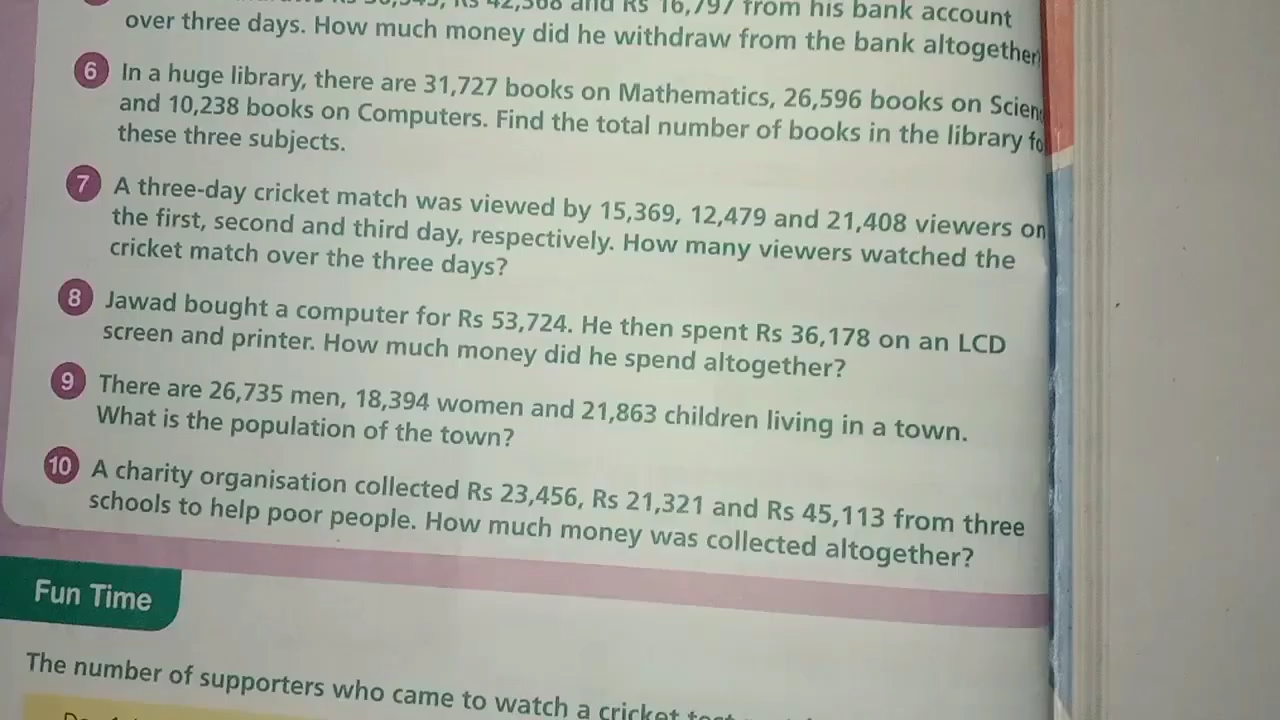 16,797 from his bank account
over three days. How much money did he withdraw from the bank altogether
6 In a huge library, there are 31,727 books on Mathematics, 26,596 books on Scien
and 10,238 books on Computers. Find the total number of books in the library fo
these three subjects.
7 A three-day cricket match was viewed by 15,369, 12,479 and 21,408 viewers on
the first, second and third day, respectively. How many viewers watched the
cricket match over the three days?
8 Jawad bought a computer for Rs 53,724. He then spent Rs 36,178 on an LCD
screen and printer. How much money did he spend altogether?
9 There are 26,735 men, 18,394 women and 21,863 children living in a town.
What is the population of the town?
10 A charity organisation collected Rs 23,456, Rs 21,321 and Rs 45,113 from three
schools to help poor people. How much money was collected altogether?
Fun Time
The number of supporters who came to watch a cricket